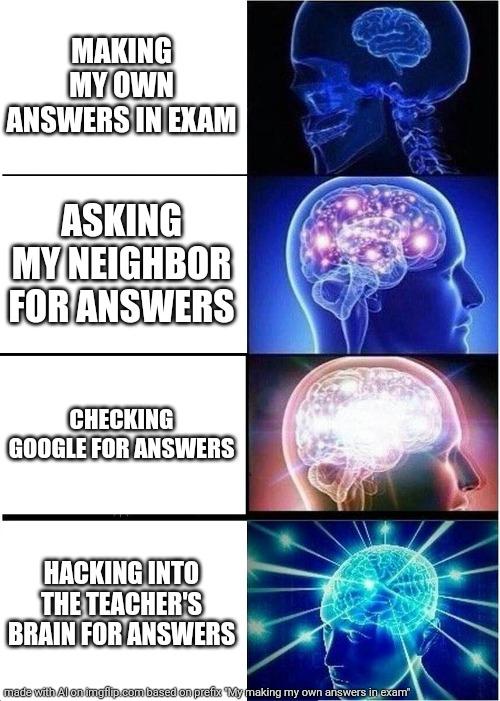 MAKING
MY OWN
ANSWERS IN EXAM
ASKING
MY NEIGHBOR
FOR ANSWERS
CHECKING
GOOGLE FOR ANSWERS
HACKING INTO
THE TEACHER'S
BRAIN FOR ANSWERS
made with AI on imgflip.com based on prefix "My making my own answers in exam"